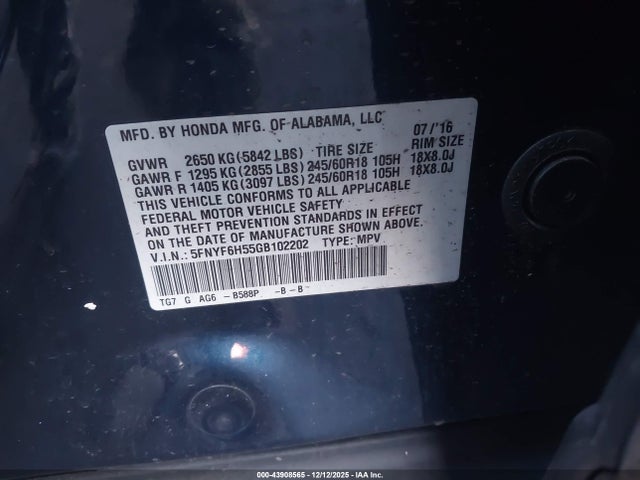 MFD. BY HONDA MFG. OF ALABAMA, LLC 07/'16
GVWR 2650 KG(5842 LBS) TIRE SIZE RIM SIZE
GAWR F 1295 KG(2855 LBS) 245/60R18 105H 18X8.0J
GAWR R 1405 KG(3097 LBS) 245/60R18 105H 18X8.0J
THIS VEHICLE CONFORMS TO ALL APPLICABLE
FEDERAL MOTOR VEHICLE SAFETY
AND THEFT PREVENTION STANDARDS IN EFFECT
ON THE DATE OF MANUFACTURE SHOWN ABOVE.
V.I.N.: 5FNYF6H55GB102202 TYPE: MPV
TG7 G AG6 -B588P -B-B
000-43908565 - 12/12/2025 - IAA Inc.